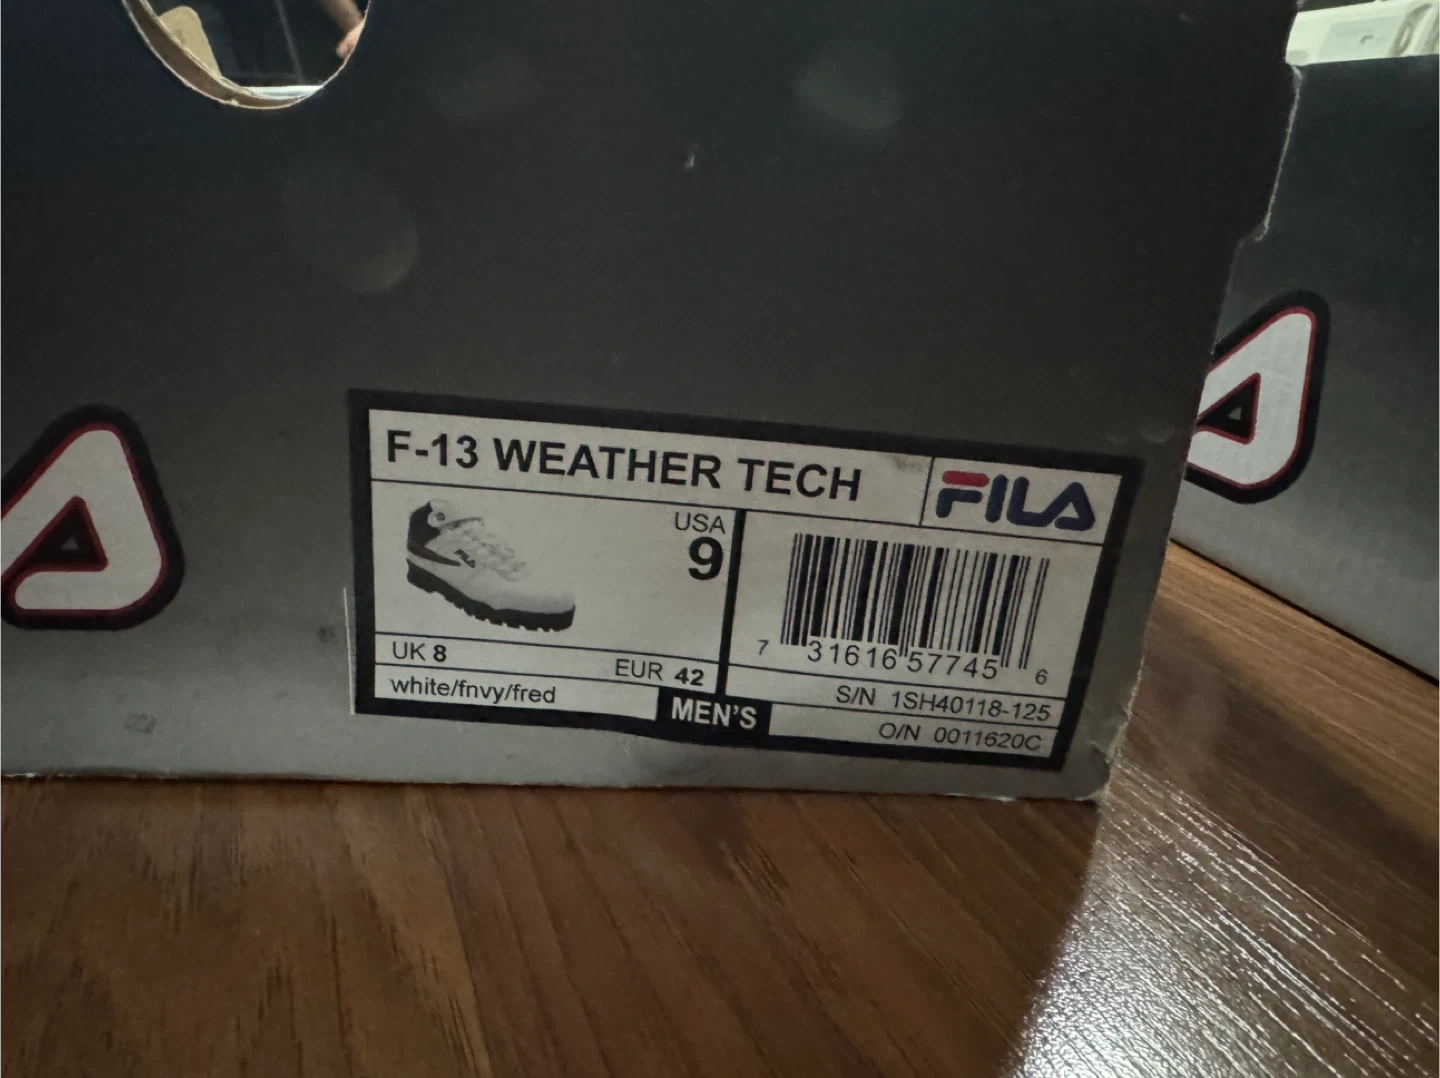 F-13 WEATHER TECH
FILA
USA
9
UK 8
EUR 42
white/fnvy/fred
MEN'S
7 31616 57745 6
S/N 1SH40118-125
O/N 0011620C